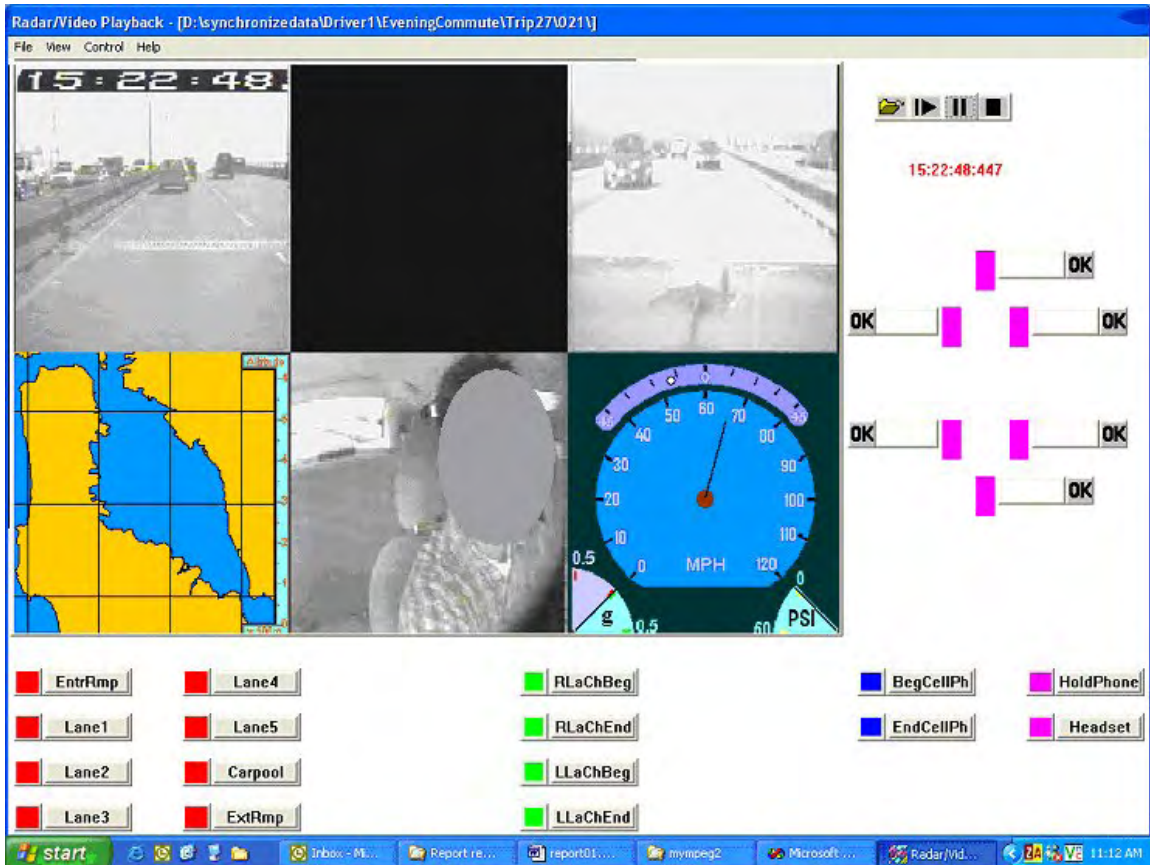 Radar/Video Playback - [D:\synchronizedata\Driver1\EveningCommute\Trip27\021\]
File View Control Help
15:22:48.
15:22:48:447
OK
OK OK
OK OK
OK
Altitude
50 60 70
40 80
30 90
20 100
10 110
0 MPH 120
0.5 0
g 0.5 60 PSI
EntrRmp Lane4 RLaChBeg BegCellPh HoldPhone
Lane1 Lane5 RLaChEnd EndCellPh Headset
Lane2 Carpool LLaChBeg
Lane3 ExtRmp LLaChEnd
start Inbox - Mi... Report re... report01.... mympeg2 Microsoft ... Radar/Vid... 11:12 AM